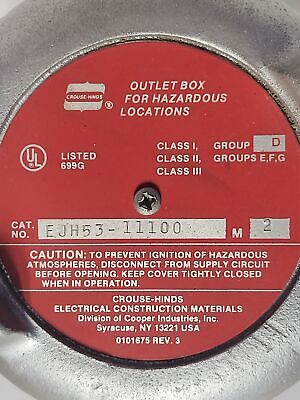 CROUSE-HINDS
®
OUTLET BOX
FOR HAZARDOUS
LOCATIONS
UL
®
LISTED
699G
CLASS I, GROUP D
CLASS II, GROUPS E,F,G
CLASS III
CAT.
NO. EJH53-11100 M 2
CAUTION: TO PREVENT IGNITION OF HAZARDOUS
ATMOSPHERES, DISCONNECT FROM SUPPLY CIRCUIT
BEFORE OPENING. KEEP COVER TIGHTLY CLOSED
WHEN IN OPERATION.
CROUSE-HINDS
ELECTRICAL CONSTRUCTION MATERIALS
Division of Cooper Industries, Inc.
Syracuse, NY 13221 USA
0101675 REV. 3